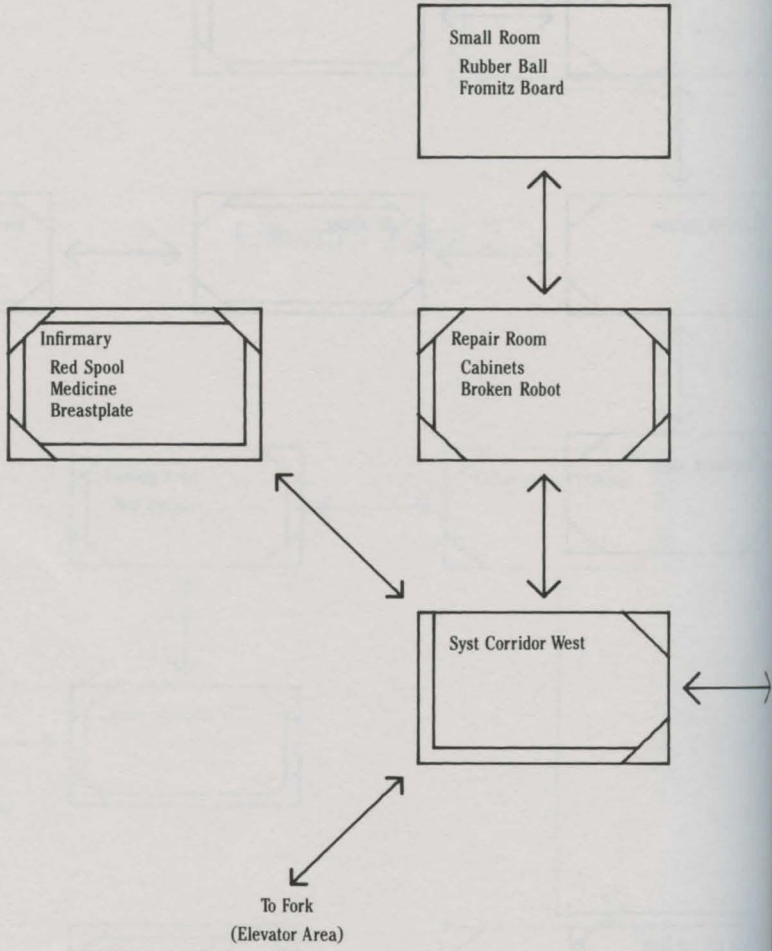 Small Room
Rubber Ball
Fromitz Board
Infirmary
Red Spool
Medicine
Breastplate
Repair Room
Cabinets
Broken Robot
Syst Corridor West
To Fork
(Elevator Area)